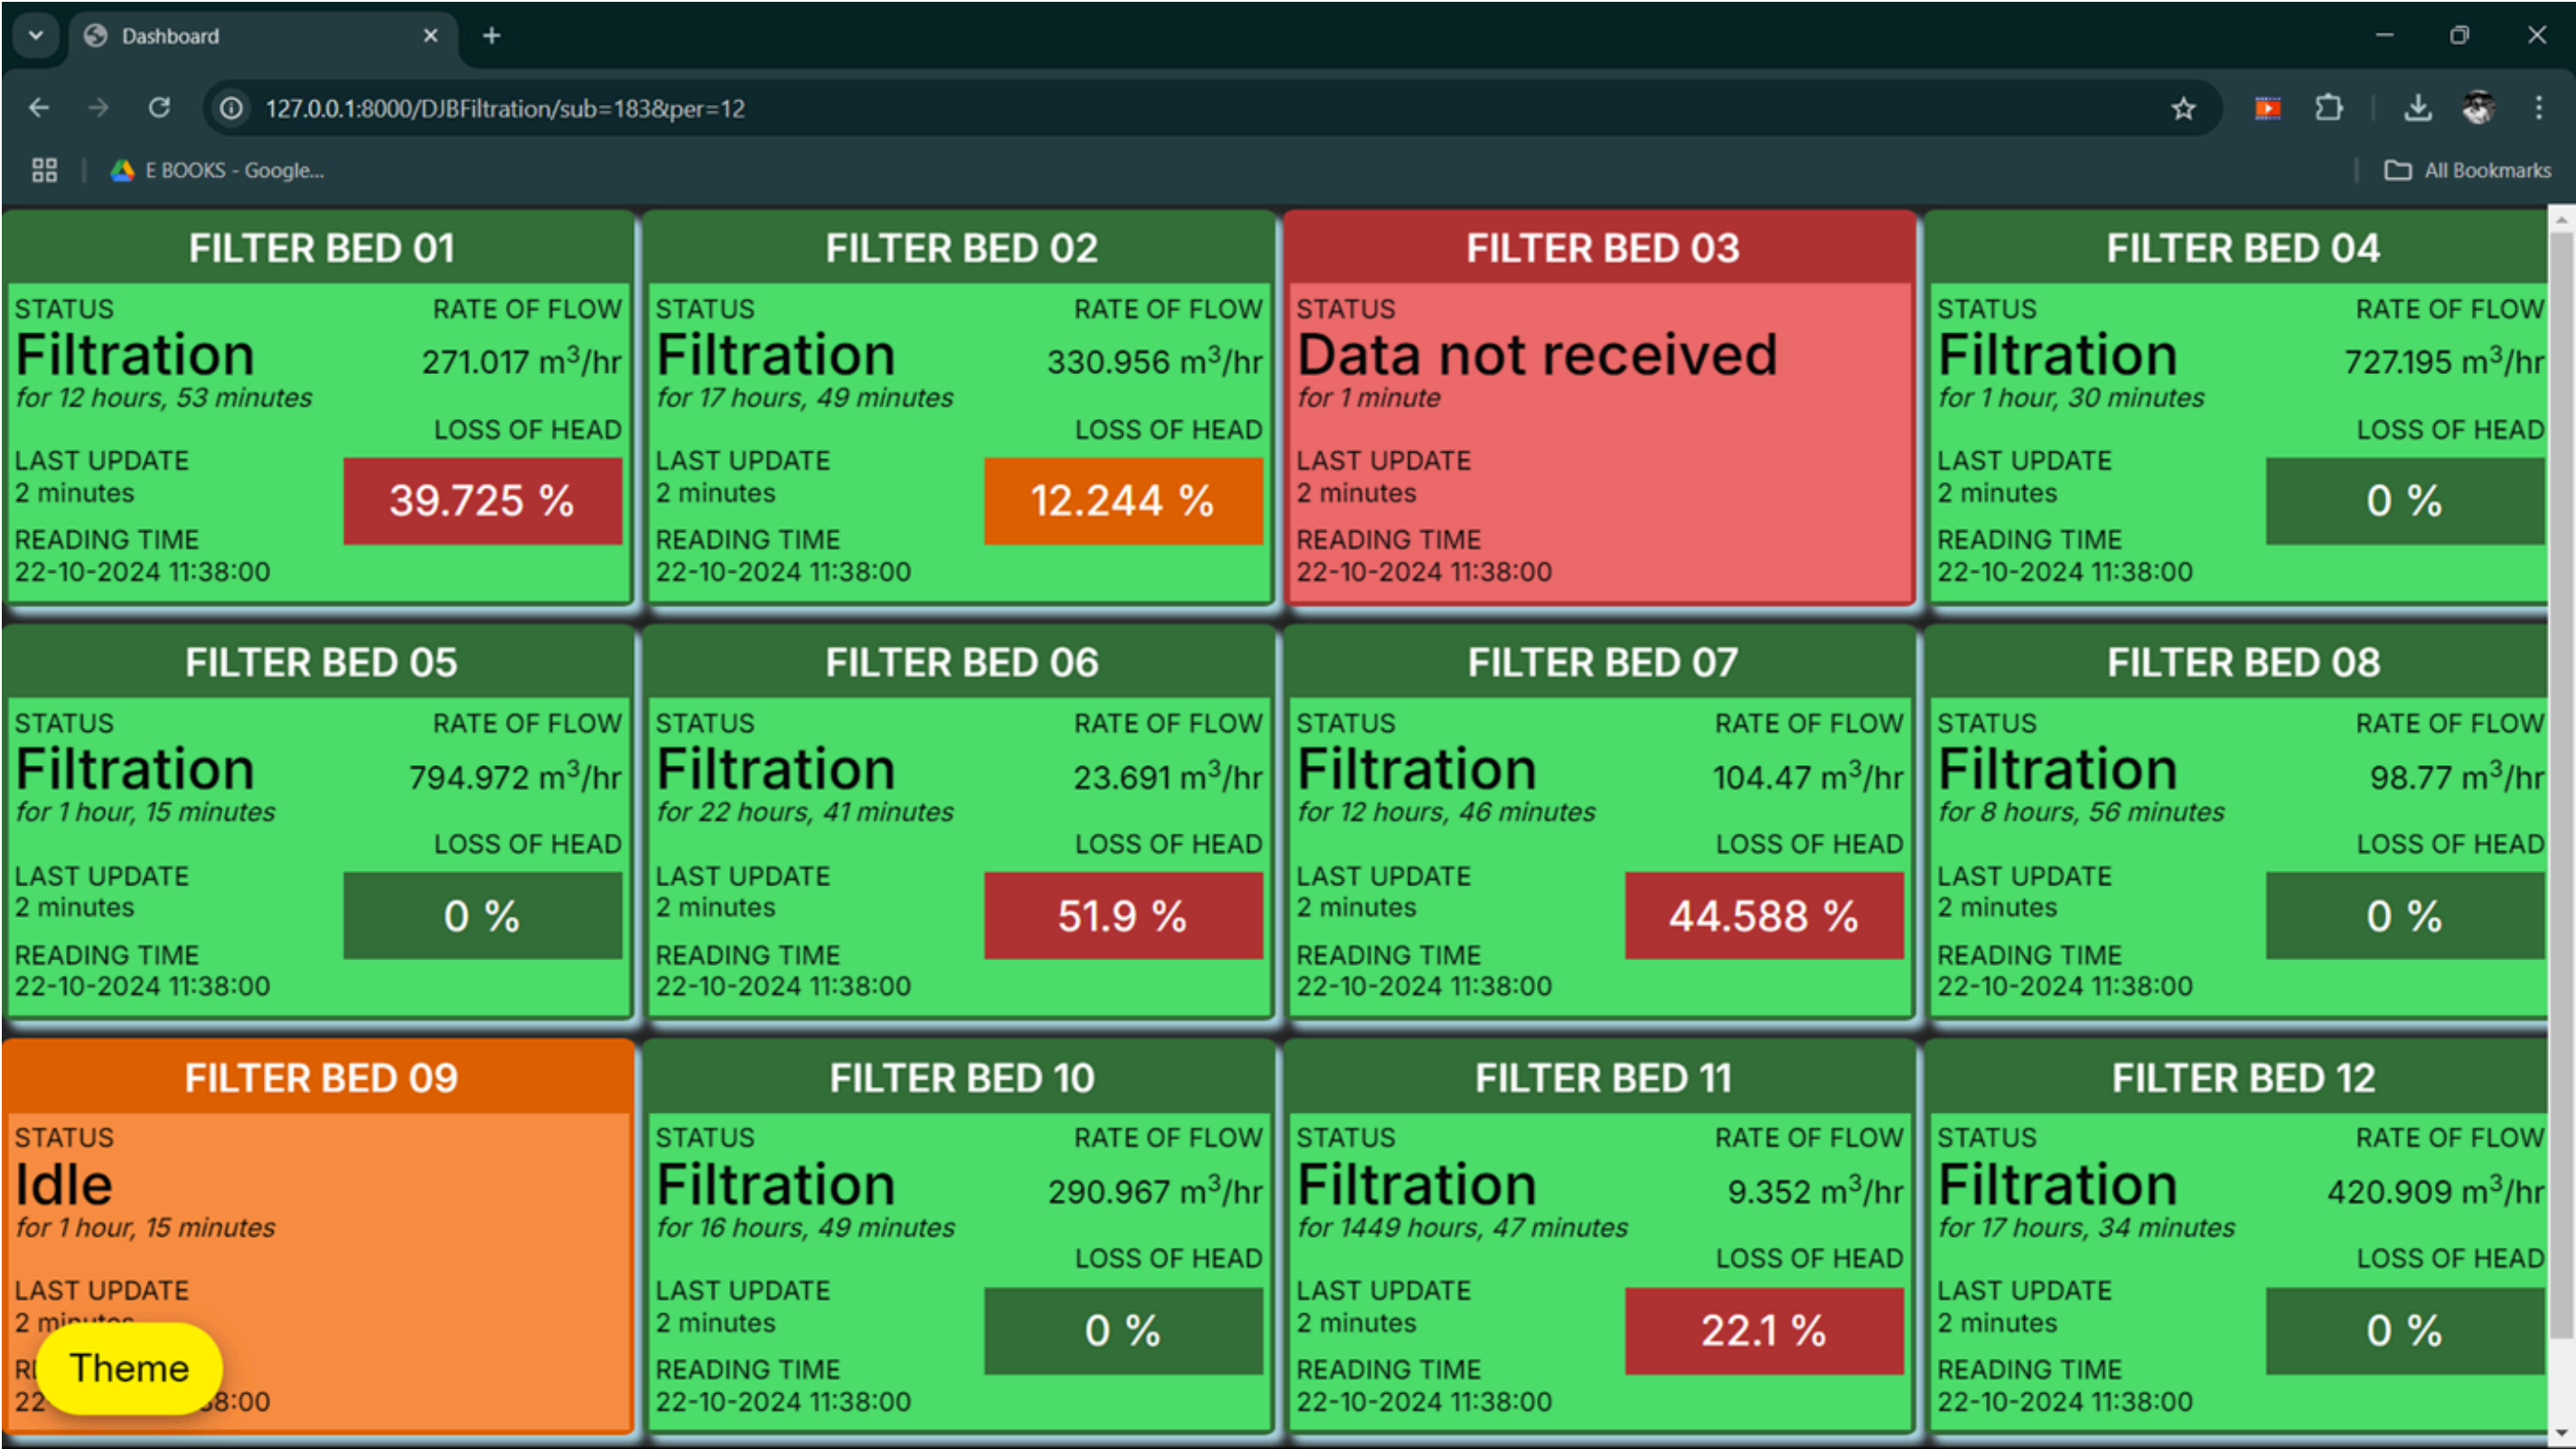 Dashboard
127.0.0.1:8000/DJBFiltration/sub=183&per=12
E BOOKS - Google...
All Bookmarks
FILTER BED 01
STATUS
RATE OF FLOW
Filtration
271.017 m³/hr
for 12 hours, 53 minutes
LOSS OF HEAD
LAST UPDATE
2 minutes
39.725 %
READING TIME
22-10-2024 11:38:00
FILTER BED 02
STATUS
RATE OF FLOW
Filtration
330.956 m³/hr
for 17 hours, 49 minutes
LOSS OF HEAD
LAST UPDATE
2 minutes
12.244 %
READING TIME
22-10-2024 11:38:00
FILTER BED 03
STATUS
Data not received
for 1 minute
LAST UPDATE
2 minutes
READING TIME
22-10-2024 11:38:00
FILTER BED 04
STATUS
RATE OF FLOW
Filtration
727.195 m³/hr
for 1 hour, 30 minutes
LOSS OF HEAD
LAST UPDATE
2 minutes
0 %
READING TIME
22-10-2024 11:38:00
FILTER BED 05
STATUS
RATE OF FLOW
Filtration
794.972 m³/hr
for 1 hour, 15 minutes
LOSS OF HEAD
LAST UPDATE
2 minutes
0 %
READING TIME
22-10-2024 11:38:00
FILTER BED 06
STATUS
RATE OF FLOW
Filtration
23.691 m³/hr
for 22 hours, 41 minutes
LOSS OF HEAD
LAST UPDATE
2 minutes
51.9 %
READING TIME
22-10-2024 11:38:00
FILTER BED 07
STATUS
RATE OF FLOW
Filtration
104.47 m³/hr
for 12 hours, 46 minutes
LOSS OF HEAD
LAST UPDATE
2 minutes
44.588 %
READING TIME
22-10-2024 11:38:00
FILTER BED 08
STATUS
RATE OF FLOW
Filtration
98.77 m³/hr
for 8 hours, 56 minutes
LOSS OF HEAD
LAST UPDATE
2 minutes
0 %
READING TIME
22-10-2024 11:38:00
FILTER BED 09
STATUS
Idle
for 1 hour, 15 minutes
LAST UPDATE
2 minutes
Theme
FILTER BED 10
STATUS
RATE OF FLOW
Filtration
290.967 m³/hr
for 16 hours, 49 minutes
LOSS OF HEAD
LAST UPDATE
2 minutes
0 %
READING TIME
22-10-2024 11:38:00
FILTER BED 11
STATUS
RATE OF FLOW
Filtration
9.352 m³/hr
for 1449 hours, 47 minutes
LOSS OF HEAD
LAST UPDATE
2 minutes
22.1 %
READING TIME
22-10-2024 11:38:00
FILTER BED 12
STATUS
RATE OF FLOW
Filtration
420.909 m³/hr
for 17 hours, 34 minutes
LOSS OF HEAD
LAST UPDATE
2 minutes
0 %
READING TIME
22-10-2024 11:38:00